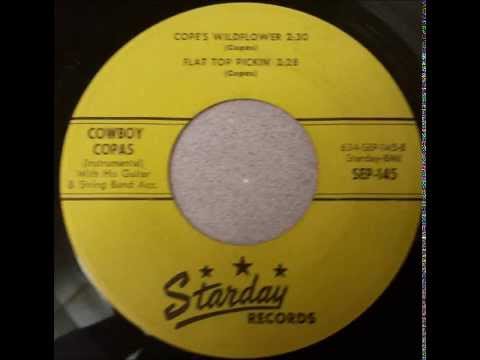 COPE'S WILDFLOWER 2:30
(Copas)
FLAT TOP PICKIN' 2:28
(Copas)
COWBOY
COPAS
(Instrumental)
With His Guitar
& String Band Acc.
634-SEP-145-B
Starday-BMI
SEP-145
Starday
RECORDS